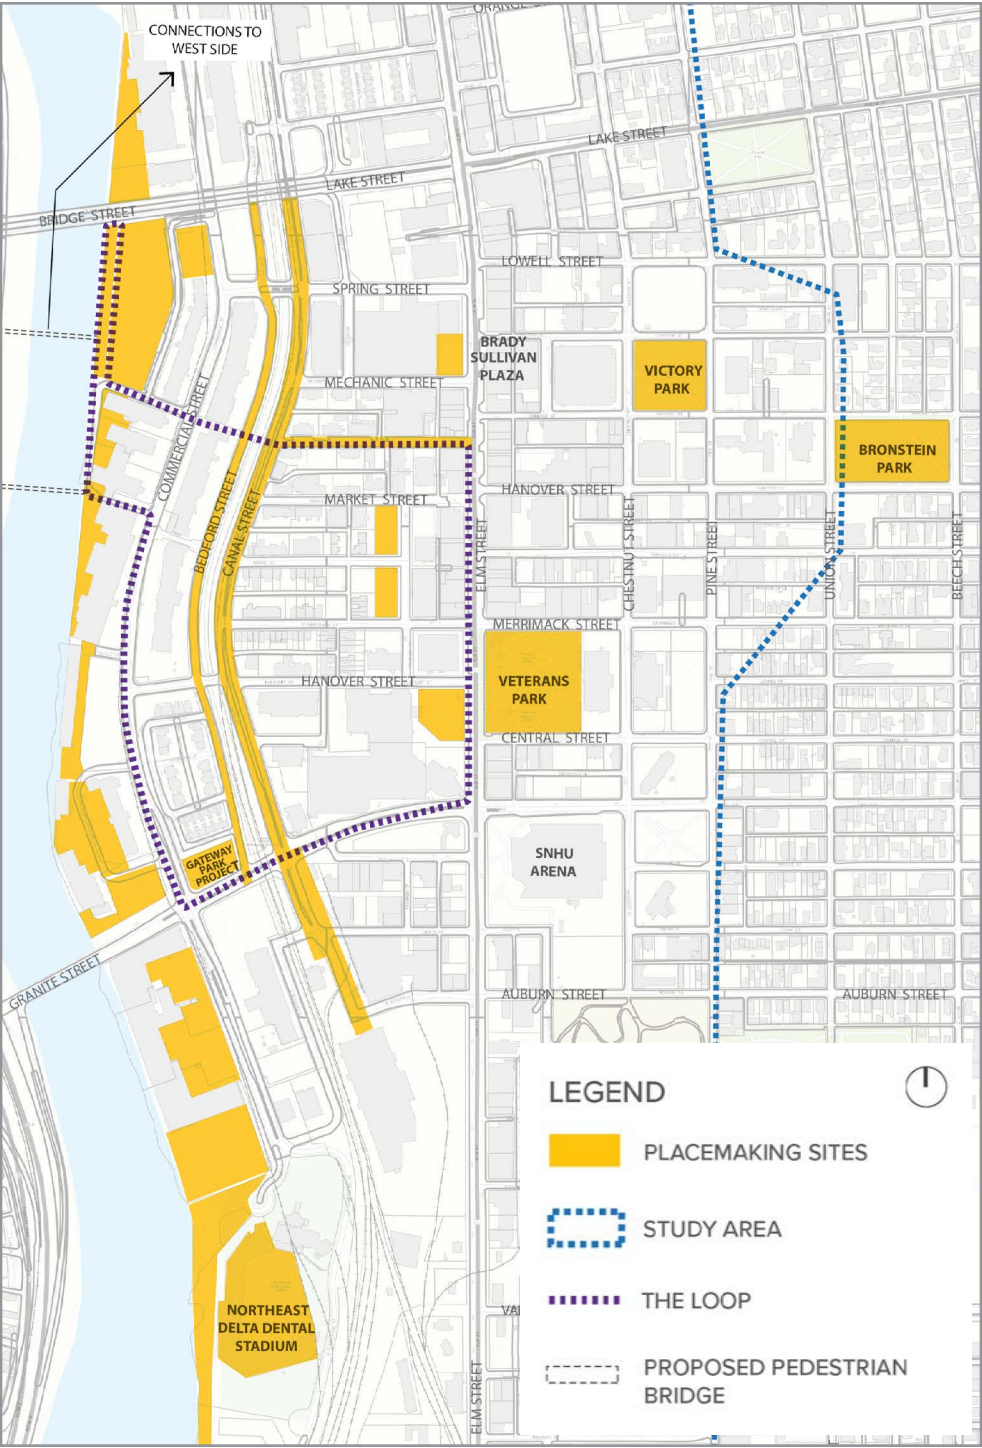 ORANGE
CONNECTIONS TO
WEST SIDE
LAKE STREET
LAKE STREET
BRIDGE STREET
LOWELL STREET
SPRING STREET
BRADY
SULLIVAN
PLAZA
VICTORY
PARK
MECHANIC STREET
COMMERCIAL STREET
BRONSTEIN
PARK
BEDFORD STREET
CANAL STREET
MARKET STREET
HANOVER STREET
ELM STREET
CHESTNUT STREET
PINE STREET
UNION STREET
BEECH STREET
MERRIMACK STREET
HANOVER STREET
VETERANS
PARK
CENTRAL STREET
GATEWAY
PARK
PROJECT
SNHU
ARENA
GRANITE STREET
AUBURN STREET
AUBURN STREET
LEGEND
PLACEMAKING SITES
STUDY AREA
THE LOOP
PROPOSED PEDESTRIAN
BRIDGE
NORTHEAST
DELTA DENTAL
STADIUM
ELM STREET